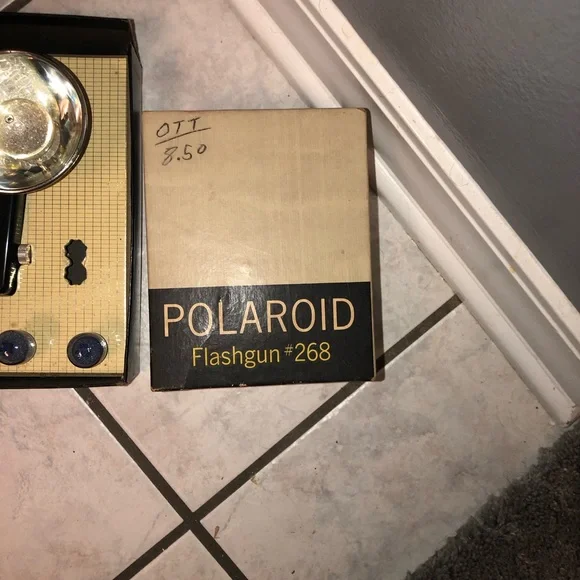 OTT
8.50
POLAROID
Flashgun #268